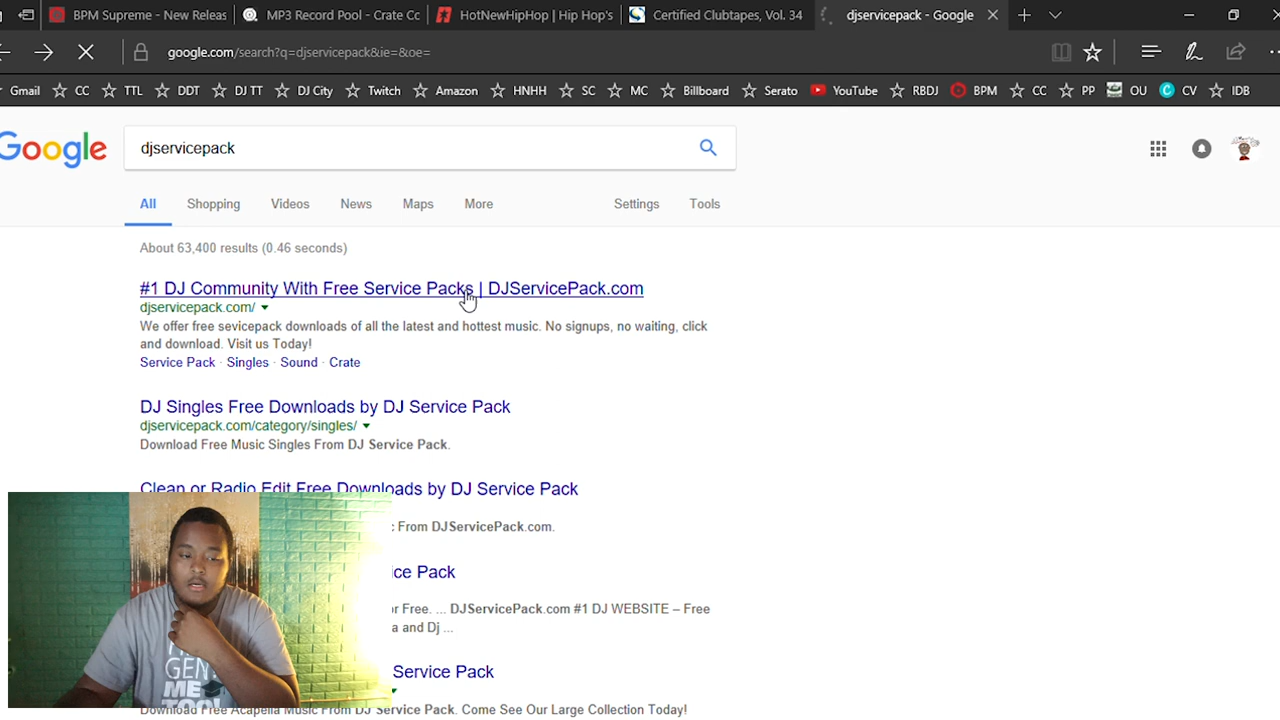 BPM Supreme - New Releas
MP3 Record Pool - Crate Co
HotNewHipHop | Hip Hop's
Certified Clubtapes, Vol. 34
djservicepack - Google
google.com/search?q=djservicepack&ie=&oe=
Gmail CC TTL DDT DJ TT DJ City Twitch Amazon HNHH SC MC Billboard Serato YouTube RBDJ BPM CC PP OU CV IDB
Google
djservicepack
All Shopping Videos News Maps More Settings Tools
About 63,400 results (0.46 seconds)
#1 DJ Community With Free Service Packs | DJServicePack.com
djservicepack.com/
We offer free sevicepack downloads of all the latest and hottest music. No signups, no waiting, click
and download. Visit us Today!
Service Pack · Singles · Sound · Crate
DJ Singles Free Downloads by DJ Service Pack
djservicepack.com/category/singles/
Download Free Music Singles From DJ Service Pack.
Clean or Radio Edit Free Downloads by DJ Service Pack
From DJServicePack.com.
ice Pack
or Free. ... DJServicePack.com #1 DJ WEBSITE – Free
a and Dj ...
Service Pack
Download Free Acapella Music From DJ Service Pack. Come See Our Large Collection Today!
GEN
ME
TOO